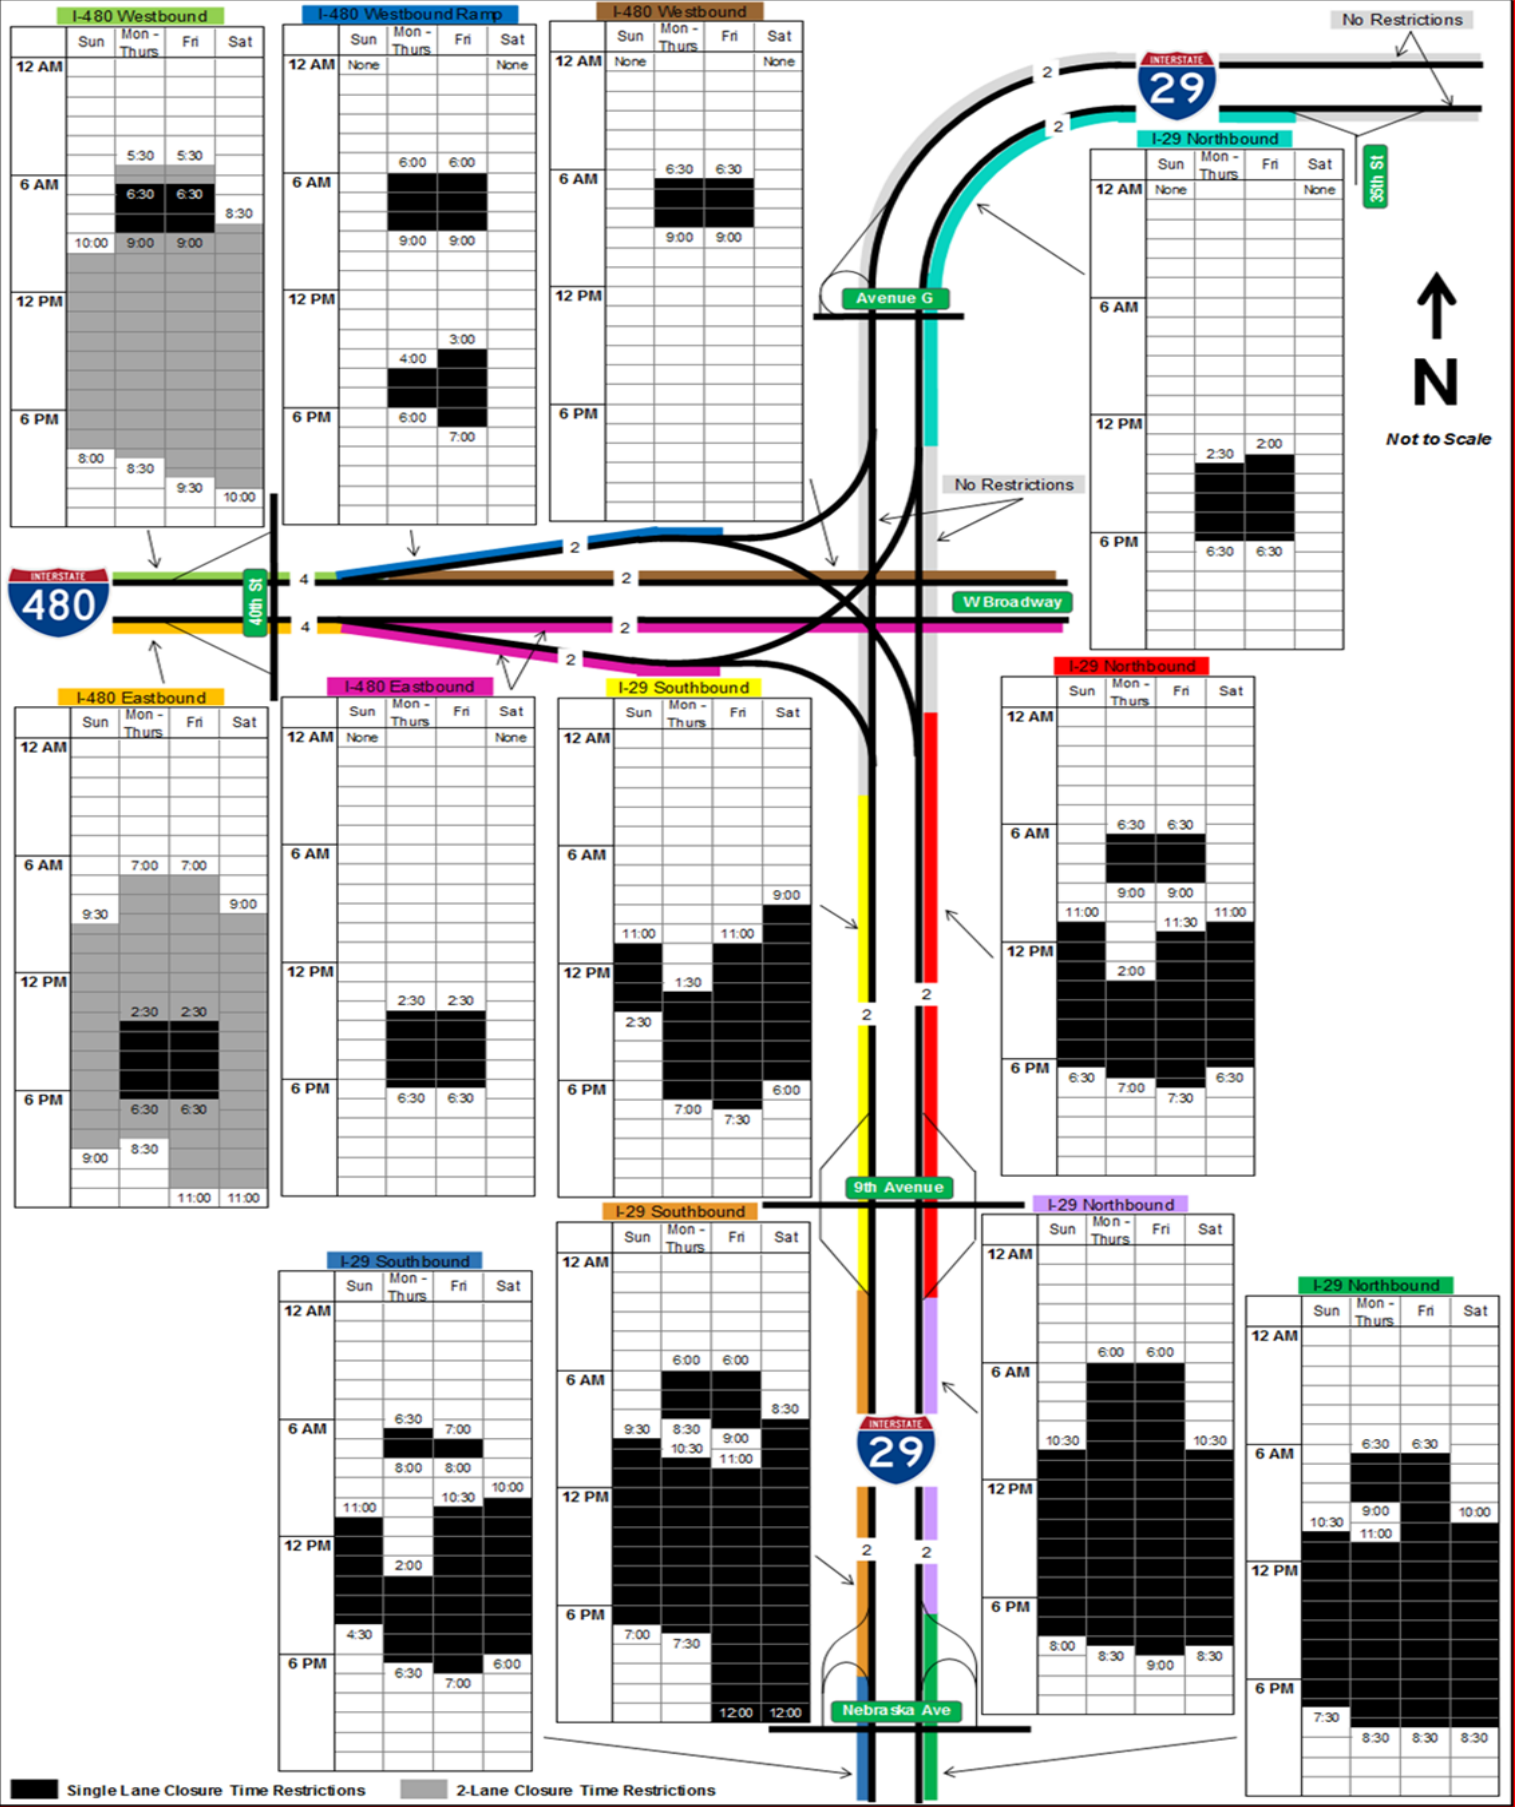 I-480 Westbound
Sun Mon - Thurs Fri Sat
12 AM
5:30 5:30
6 AM
6:30 6:30
8:30
10:00 9:00 9:00
12 PM
6 PM
8:00
8:30
9:30
10:00
I-480 Westbound Ramp
Sun Mon - Thurs Fri Sat
12 AM None None
6:00 6:00
6 AM
9:00 9:00
12 PM
3:00
4:00
6 PM
6:00
7:00
I-480 Westbound
Sun Mon - Thurs Fri Sat
12 AM None None
6:30 6:30
6 AM
9:00 9:00
12 PM
6 PM
No Restrictions
2
INTERSTATE
29
2
I-29 Northbound
Sun Mon - Thurs Fri Sat
12 AM None None
6 AM
12 PM
2:30 2:00
6 PM
6:30 6:30
35th St
Avenue G
N
Not to Scale
No Restrictions
INTERSTATE
480
40th St
4
4
2
2
2
2
W Broadway
I-480 Eastbound
Sun Mon - Thurs Fri Sat
12 AM
6 AM
7:00 7:00
9:00
9:30
12 PM
2:30 2:30
6 PM
6:30 6:30
8:30
9:00
11:00 11:00
I-480 Eastbound
Sun Mon - Thurs Fri Sat
12 AM None None
6 AM
12 PM
2:30 2:30
6 PM
6:30 6:30
I-29 Southbound
Sun Mon - Thurs Fri Sat
12 AM
6 AM
9:00
11:00 11:00
12 PM
1:30
2:30
6 PM
6:00
7:00
7:30
I-29 Northbound
Sun Mon - Thurs Fri Sat
12 AM
6:30 6:30
6 AM
9:00 9:00
11:00 11:30 11:00
12 PM
2:00
6 PM
6:30 7:00 7:30 6:30
2
2
9th Avenue
I-29 Southbound
Sun Mon - Thurs Fri Sat
12 AM
6 AM
6:30 7:00
8:00 8:00
10:30 10:00
11:00
12 PM
2:00
4:30
6 PM
6:30 7:00 6:00
I-29 Southbound
Sun Mon - Thurs Fri Sat
12 AM
6:00 6:00
6 AM
8:30
9:30 8:30 9:00
10:30 11:00
12 PM
6 PM
7:00 7:30
12:00 12:00
INTERSTATE
29
2
2
Nebraska Ave
I-29 Northbound
Sun Mon - Thurs Fri Sat
12 AM
6:00 6:00
6 AM
10:30 10:30
12 PM
6 PM
8:00 8:30 9:00 8:30
I-29 Northbound
Sun Mon - Thurs Fri Sat
12 AM
6:30 6:30
6 AM
9:00 10:00
10:30 11:00
12 PM
6 PM
7:30
8:30 8:30 8:30
Single Lane Closure Time Restrictions
2-Lane Closure Time Restrictions